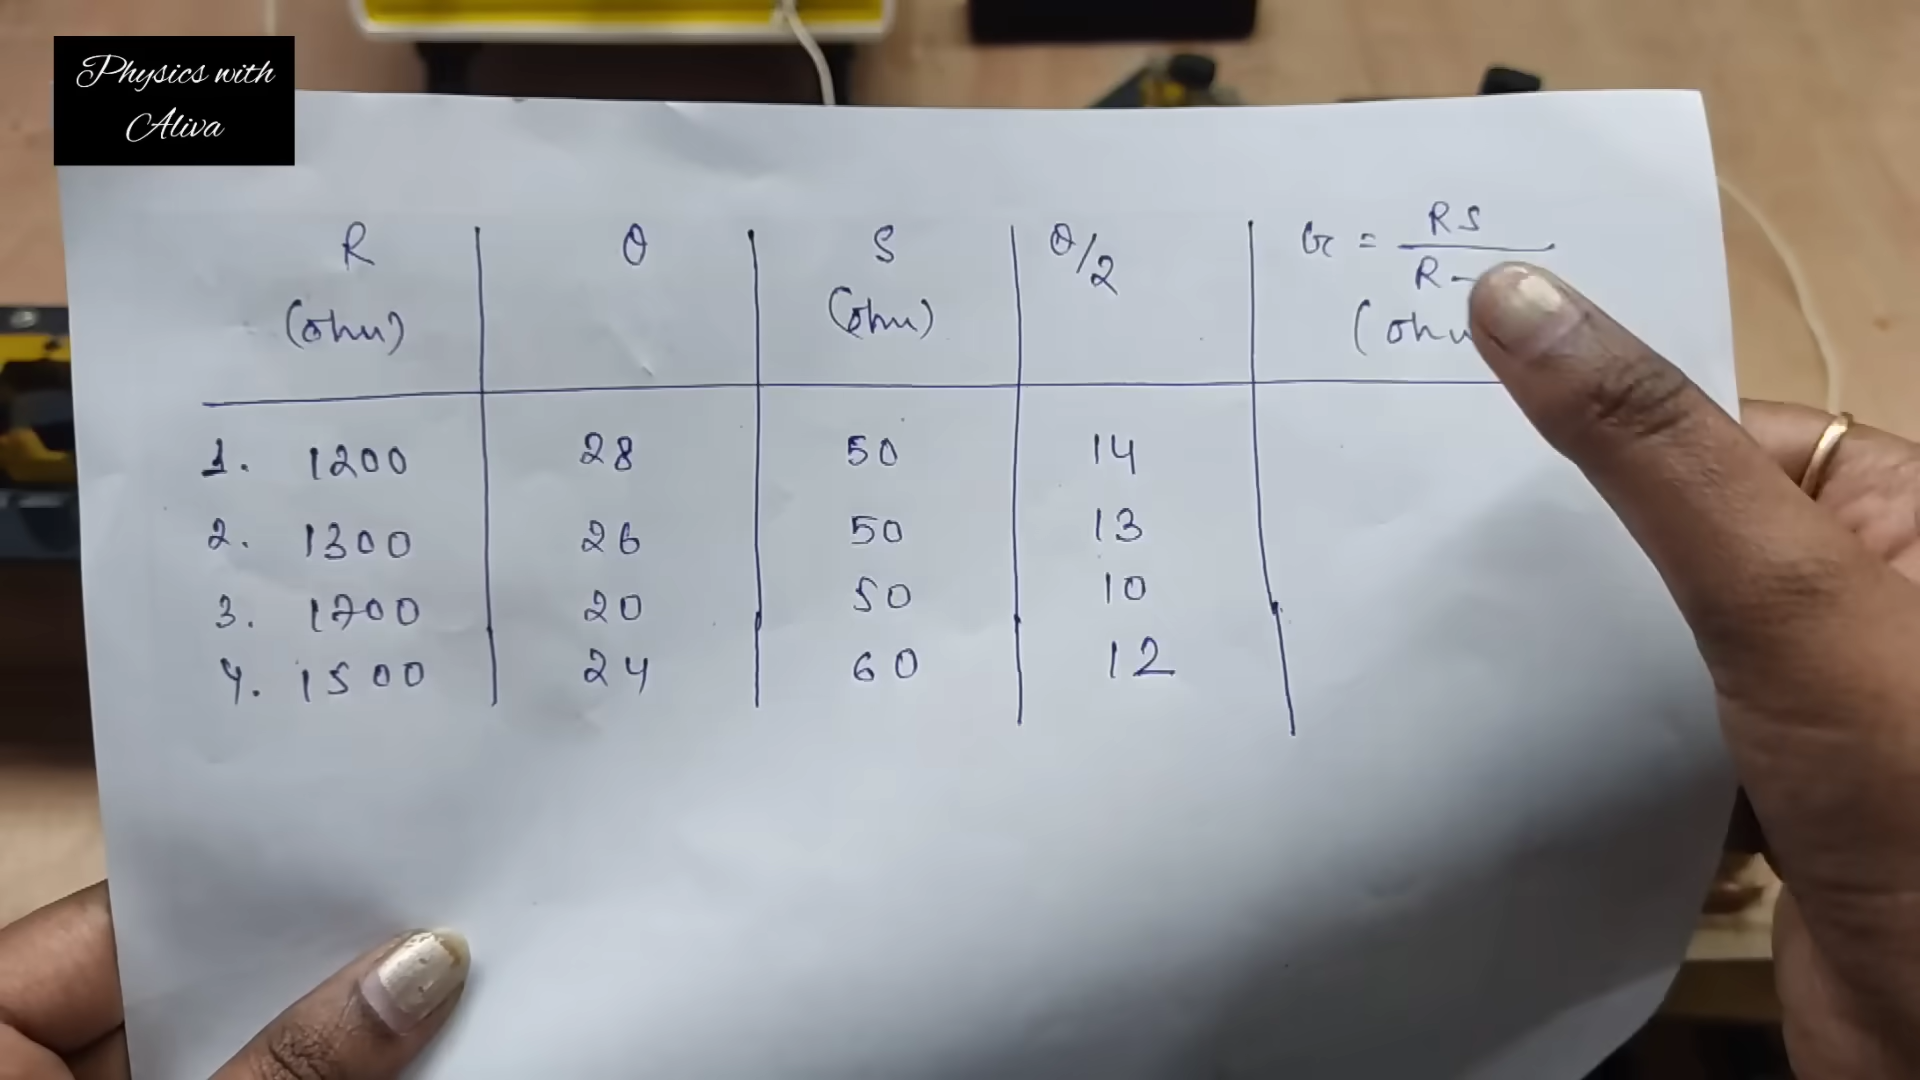 Physics with
Aliva
R θ S θ/2 G = RS / R -
(ohm) (ohm) (ohm
1. 1200 28 50 14
2. 1300 26 50 13
3. 1700 20 50 10
4. 1500 24 60 12